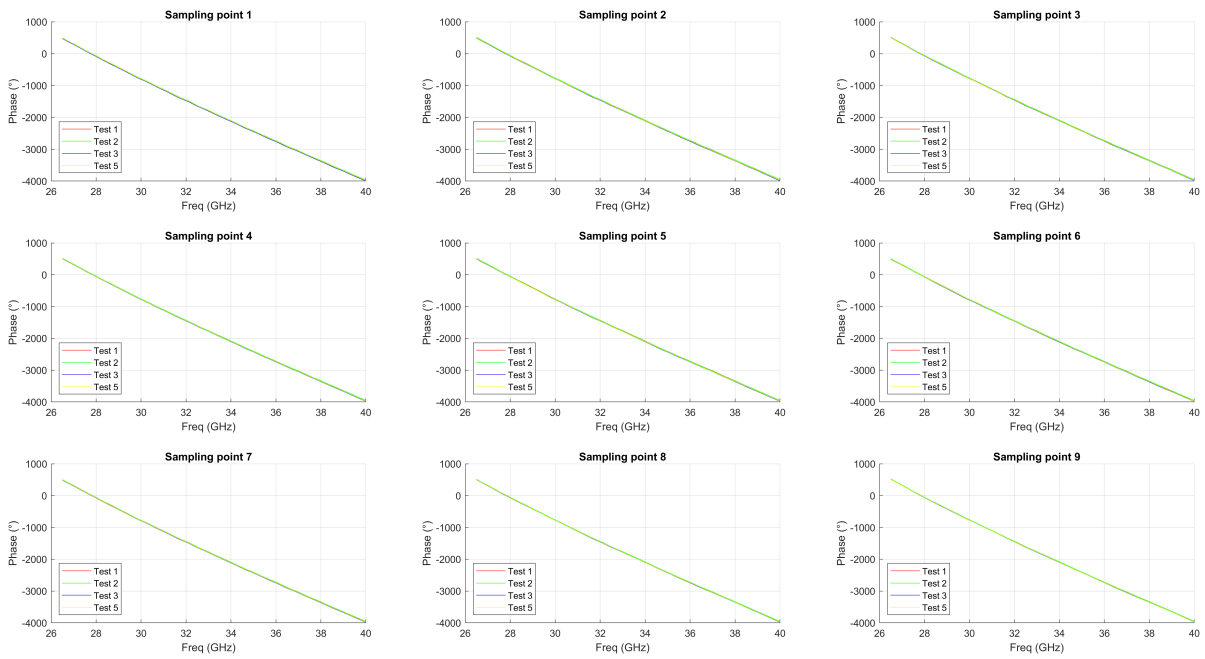 Sampling point 1
1000
0
-1000
-2000
-3000
-4000
Phase (°)
Test 1
Test 2
Test 3
Test 5
26 28 30 32 34 36 38 40
Freq (GHz)
Sampling point 2
1000
0
-1000
-2000
-3000
-4000
Phase (°)
Test 1
Test 2
Test 3
Test 5
26 28 30 32 34 36 38 40
Freq (GHz)
Sampling point 3
1000
0
-1000
-2000
-3000
-4000
Phase (°)
Test 1
Test 2
Test 3
Test 5
26 28 30 32 34 36 38 40
Freq (GHz)
Sampling point 4
1000
0
-1000
-2000
-3000
-4000
Phase (°)
Test 1
Test 2
Test 3
Test 5
26 28 30 32 34 36 38 40
Freq (GHz)
Sampling point 5
1000
0
-1000
-2000
-3000
-4000
Phase (°)
Test 1
Test 2
Test 3
Test 5
26 28 30 32 34 36 38 40
Freq (GHz)
Sampling point 6
1000
0
-1000
-2000
-3000
-4000
Phase (°)
Test 1
Test 2
Test 3
Test 5
26 28 30 32 34 36 38 40
Freq (GHz)
Sampling point 7
1000
0
-1000
-2000
-3000
-4000
Phase (°)
Test 1
Test 2
Test 3
Test 5
26 28 30 32 34 36 38 40
Freq (GHz)
Sampling point 8
1000
0
-1000
-2000
-3000
-4000
Phase (°)
Test 1
Test 2
Test 3
Test 5
26 28 30 32 34 36 38 40
Freq (GHz)
Sampling point 9
1000
0
-1000
-2000
-3000
-4000
Phase (°)
Test 1
Test 2
Test 3
Test 5
26 28 30 32 34 36 38 40
Freq (GHz)